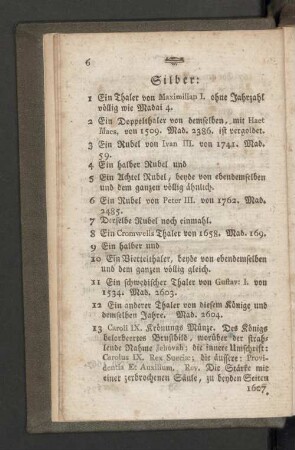 6
Silber:
1 Ein Thaler von Maximilian I. ohne Jahrzahl
völlig wie Madai 4.
2 Ein Doppelthaler von demselben, mit Haet
Maes. von 1509. Mad. 2386. ist vergoldet.
3 Ein Rubel von Ivan III. von 1741. Mad.
59.
4 Ein halber Rubel und
5 Ein Achtel Rubel, beyde von ebendemselben
und dem ganzen völlig ähnlich.
6 Ein Rubel von Peter III. von 1762. Mad.
2485.
7 Derselbe Rubel noch einmahl.
8 Ein Cromwells Thaler von 1658. Mad. 169.
9 Ein halber und
10 Ein Viertelthaler, beyde von ebendemselben
und dem ganzen völlig gleich.
11 Ein schwedischer Thaler von Gustav: I. von
1534. Mad. 2603.
12 Ein anderer Thaler von diesem Könige und
demselben Jahre. Mad. 2604.
13 Caroli IX. Krönungs Münze. Des Königs
belorbeertes Brustbild, worüber der strah-
lende Nahme Jehovah; die innere Umschrift:
Carolus IX. Rex Sueciæ; die äussere: Provi-
dentia Et Auxilium. Rev. Die Stärke mit
einer zerbrochenen Säule, zu beyden Seiten
1607.